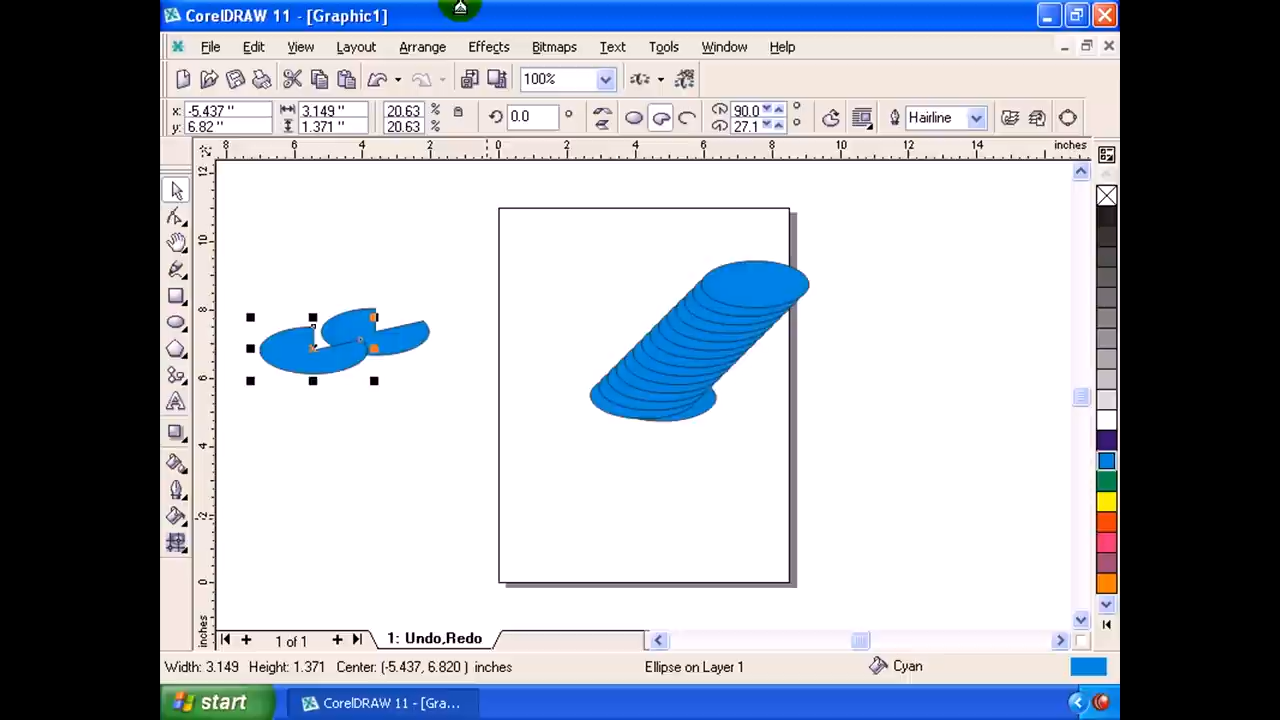 CorelDRAW 11 - [Graphic1]
File Edit View Layout Arrange Effects Bitmaps Text Tools Window Help
100%
x: -5.437 " 3.149 " 20.63 % 0.0 ° 90.0 ° Hairline
y: 6.82 " 1.371 " 20.63 % 27.1 °
8 6 4 2 0 2 4 6 8 10 12 14 inches
12
10
8
6
4
2
0
inches
1 of 1 1: Undo,Redo
Width: 3.149 Height: 1.371 Center: (-5.437, 6.820 ) inches Ellipse on Layer 1 Cyan
start CorelDRAW 11 - [Gra...